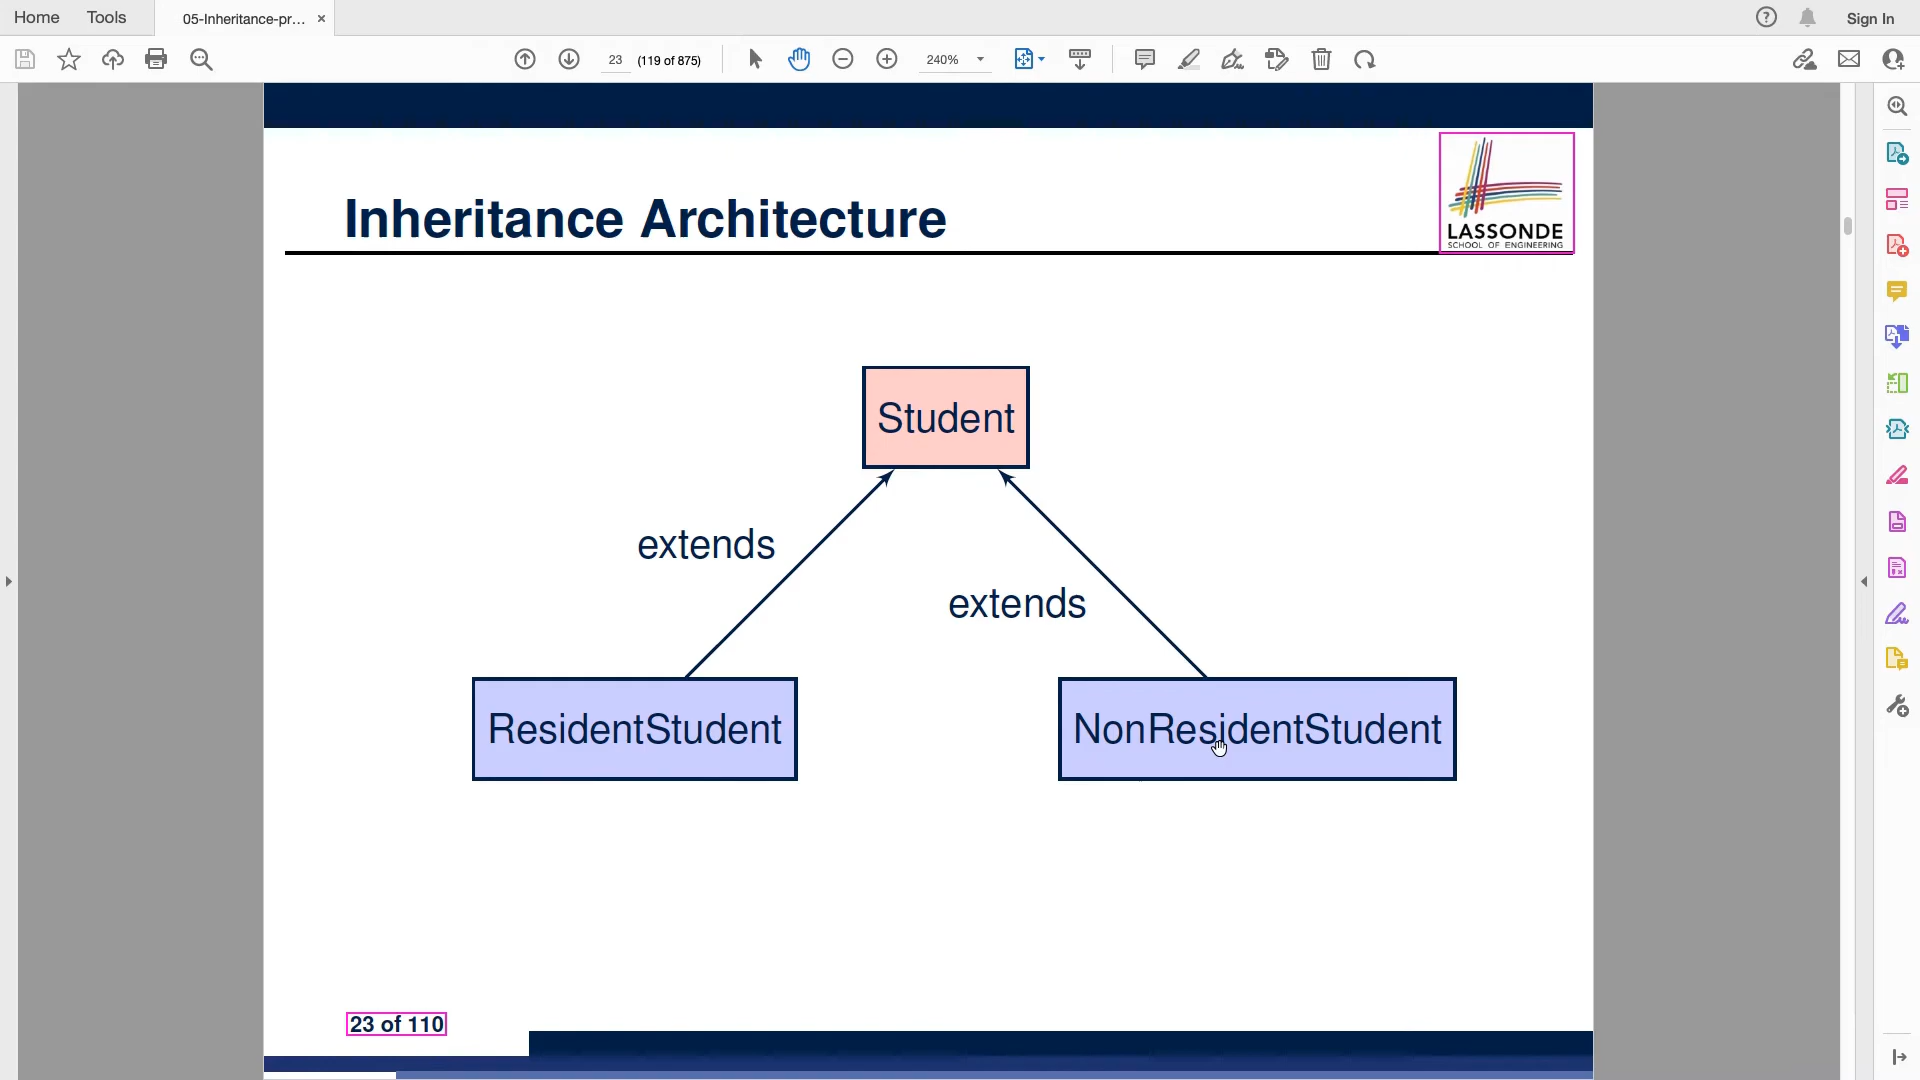 Home Tools 05-Inheritance-pr... × Sign In
23 (119 of 875) 240%
Inheritance Architecture
LASSONDE
SCHOOL OF ENGINEERING
Student
extends
extends
ResidentStudent NonResidentStudent
23 of 110